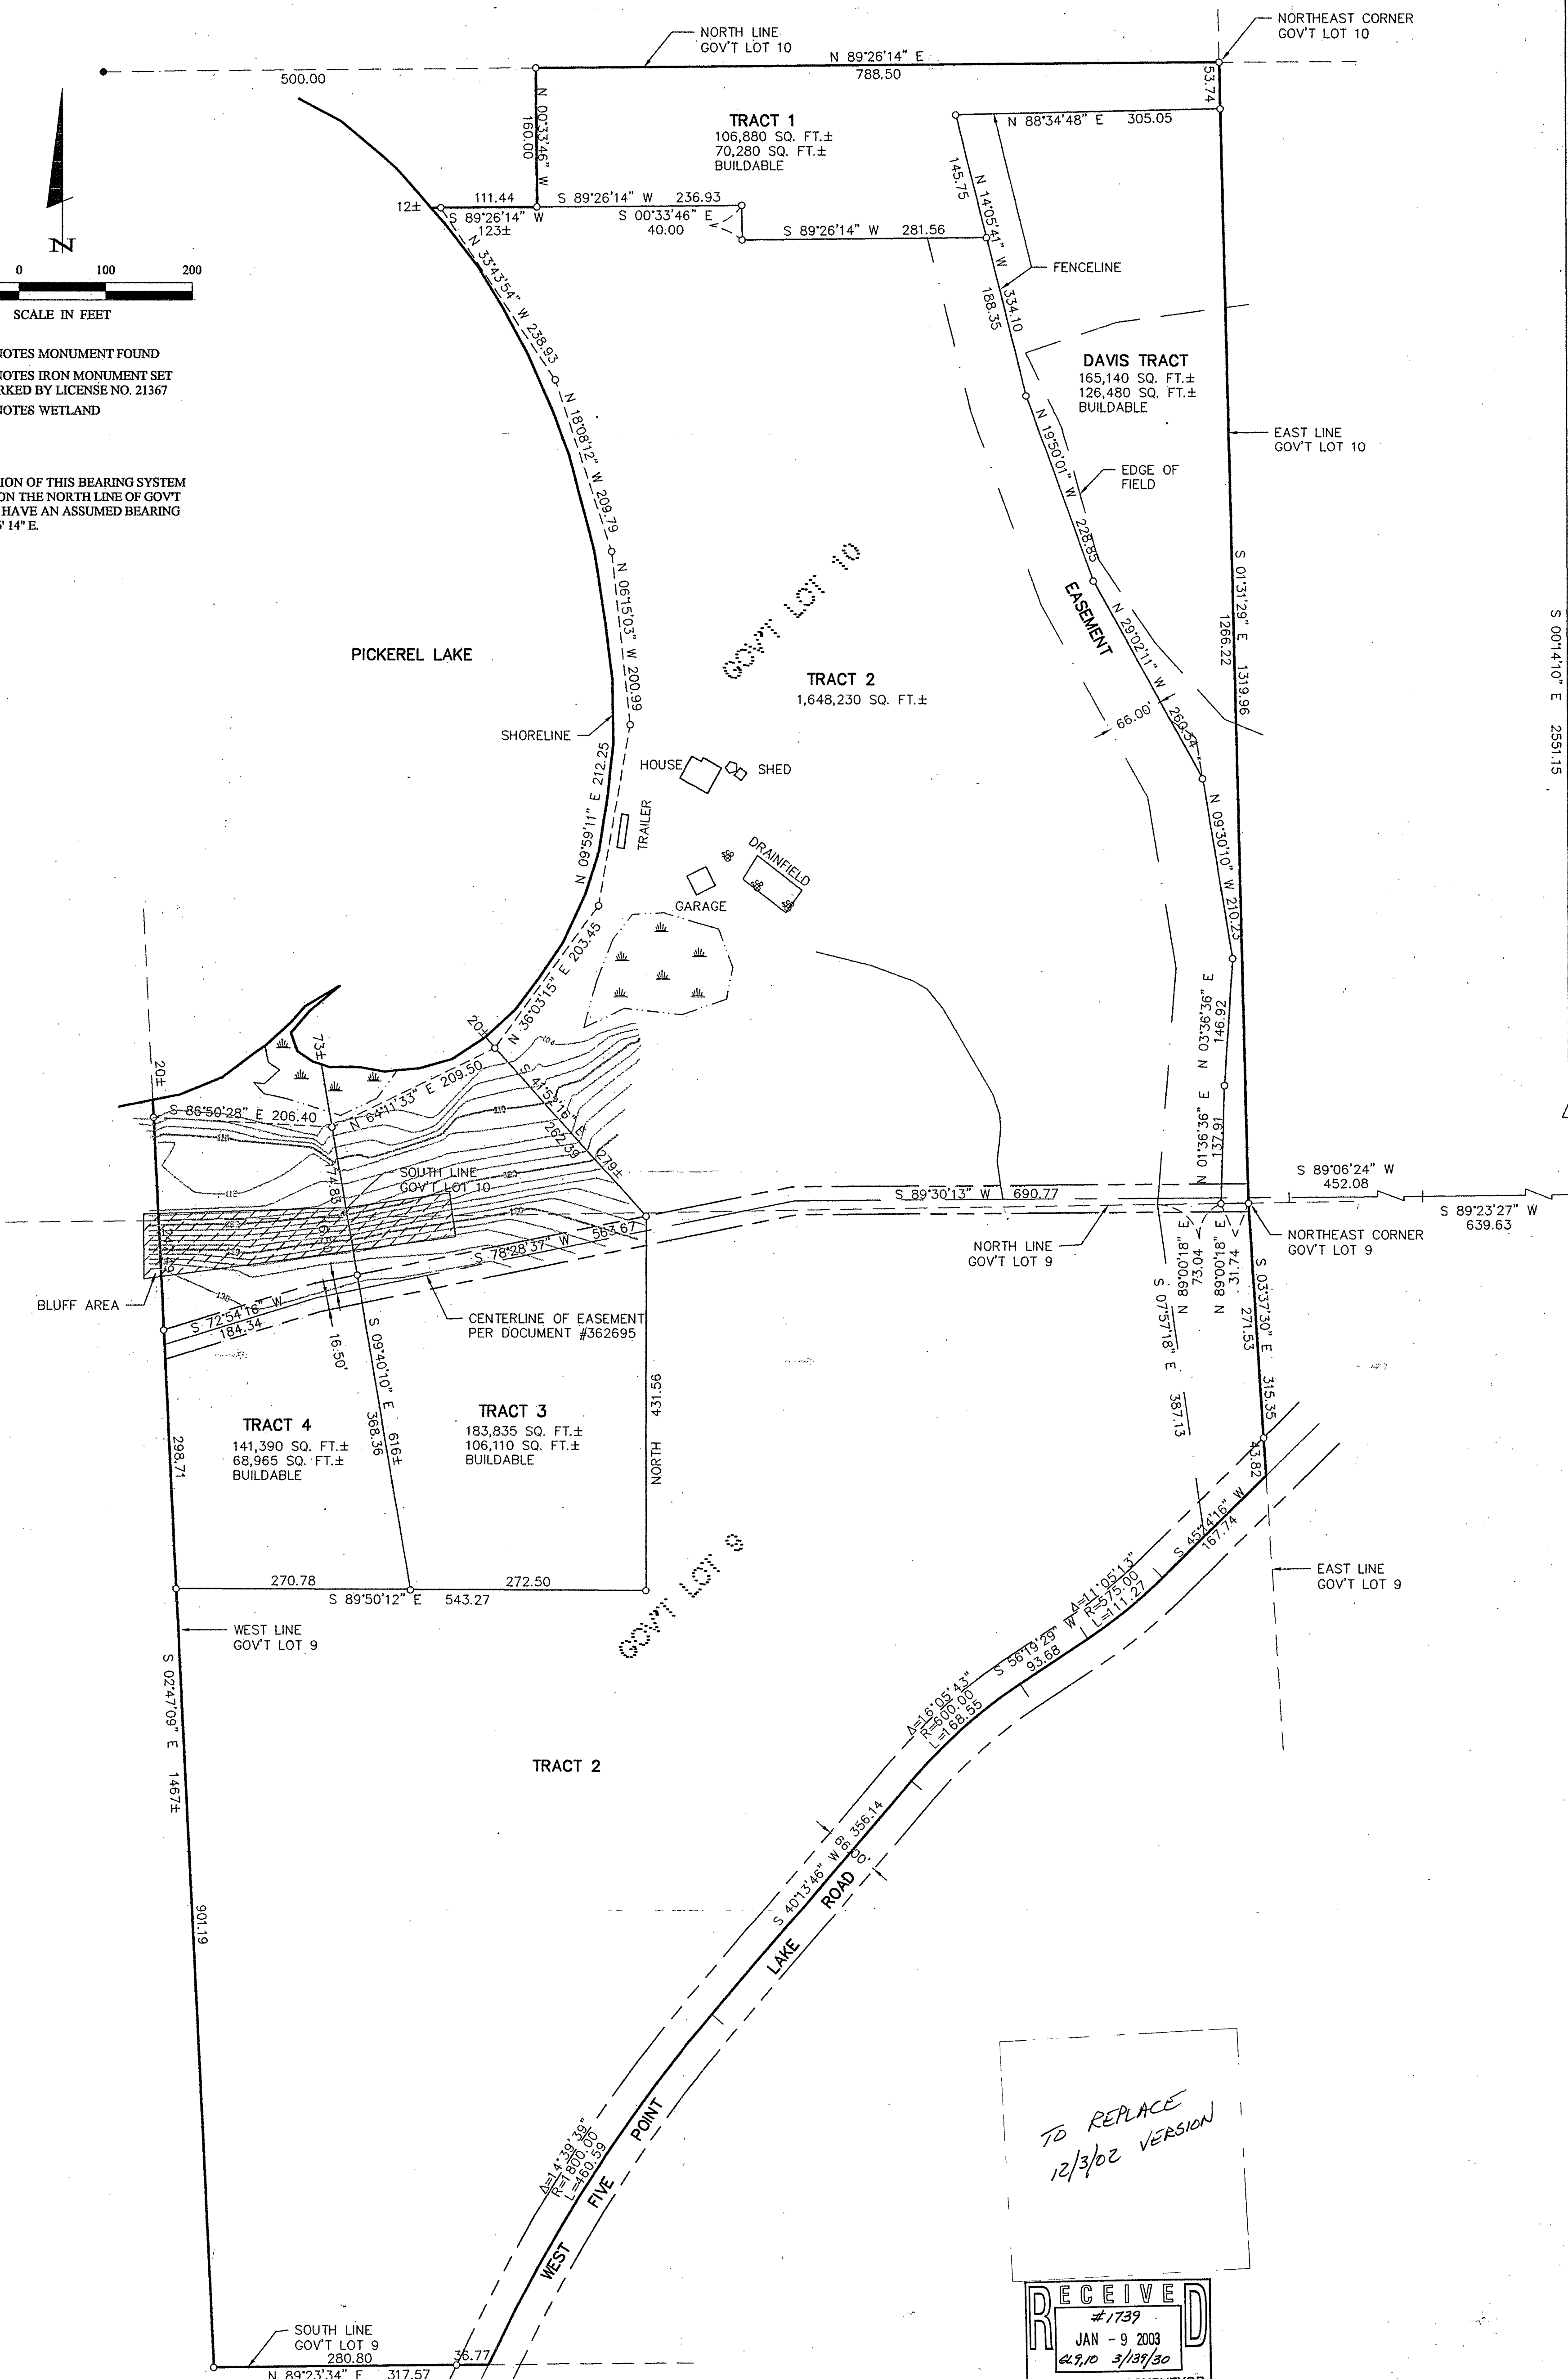 NORTH LINE
GOV'T LOT 10
NORTHEAST CORNER
GOV'T LOT 10
N 89°26'14" E
788.50
500.00
53.74
N 88°34'48" E 305.05
N 00°33'46" W
160.00
TRACT 1
106,880 SQ. FT.±
70,280 SQ. FT.±
BUILDABLE
145.75
N 14°05'41" W
334.10
188.35
111.44
S 89°26'14" W 236.93
12±
S 89°26'14" W
123±
S 00°33'46" E
40.00
S 89°26'14" W 281.56
FENCELINE
N
0 100 200
SCALE IN FEET
NOTES MONUMENT FOUND
NOTES IRON MONUMENT SET
RKED BY LICENSE NO. 21367
NOTES WETLAND
ION OF THIS BEARING SYSTEM
ON THE NORTH LINE OF GOV'T
HAVE AN ASSUMED BEARING
' 14" E.
N 33°43'54" W 238.93
N 18°08'12" W 209.79
N 06°15'03" W 200.99
N 09°59'11" E 212.25
N 36°03'15" E 203.45
DAVIS TRACT
165,140 SQ. FT.±
126,480 SQ. FT.±
BUILDABLE
EAST LINE
GOV'T LOT 10
EDGE OF
FIELD
N 19°50'01" W 228.85
EASEMENT
N 29°02'11" W 260.34
66.00'
S 01°31'29" E 1319.96
1266.22
S 00°14'10" E 2551.15
GOV'T LOT 10
PICKEREL LAKE
TRACT 2
1,648,230 SQ. FT.±
SHORELINE
HOUSE
SHED
TRAILER
DRAINFIELD
GARAGE
N 09°30'10" W 210.23
N 03°36'36" E
146.92
N 01°36'36" E
137.91
20±
73±
20±
104
S 86°50'28" E 206.40
N 64°11'33" E 209.50
S 41°52'16" E 279±
262.39
110
118
112
120
130
138
174.85
SOUTH LINE
GOV'T LOT 10
S 89°30'13" W 690.77
S 89°06'24" W
452.08
S 89°23'27" W
639.63
NORTH LINE
GOV'T LOT 9
NORTHEAST CORNER
GOV'T LOT 9
N 89°00'18" E
73.04
N 89°00'18" E
31.74
S 78°28'37" W 563.67
BLUFF AREA
S 72°54'16" W
184.34
16.50'
CENTERLINE OF EASEMENT
PER DOCUMENT #362695
S 07°57'18" E 387.13
S 03°37'30" E 315.35
271.53
43.82
S 09°40'10" E 616±
368.36
NORTH 431.56
TRACT 4
141,390 SQ. FT.±
68,965 SQ. FT.±
BUILDABLE
TRACT 3
183,835 SQ. FT.±
106,110 SQ. FT.±
BUILDABLE
298.71
270.78
272.50
S 89°50'12" E 543.27
WEST LINE
GOV'T LOT 9
GOV'T LOT 9
S 45°14'16" W
167.74
EAST LINE
GOV'T LOT 9
Δ=11°05'13"
R=575.00
L=111.27
S 56°19'29" W
93.68
Δ=16°05'43"
R=600.00
L=168.55
S 02°47'09" E 1467±
TRACT 2
S 40°13'46" W 356.14
66.00'
901.19
WEST FIVE POINT LAKE ROAD
Δ=14°39'39"
R=1800.00
L=460.59
TO REPLACE
12/3/02 VERSION
RECEIVED
#1739
JAN - 9 2003
GL9,10 3/139/30
SOUTH LINE
GOV'T LOT 9
280.80
36.77
N 89°23'34" E 317.57